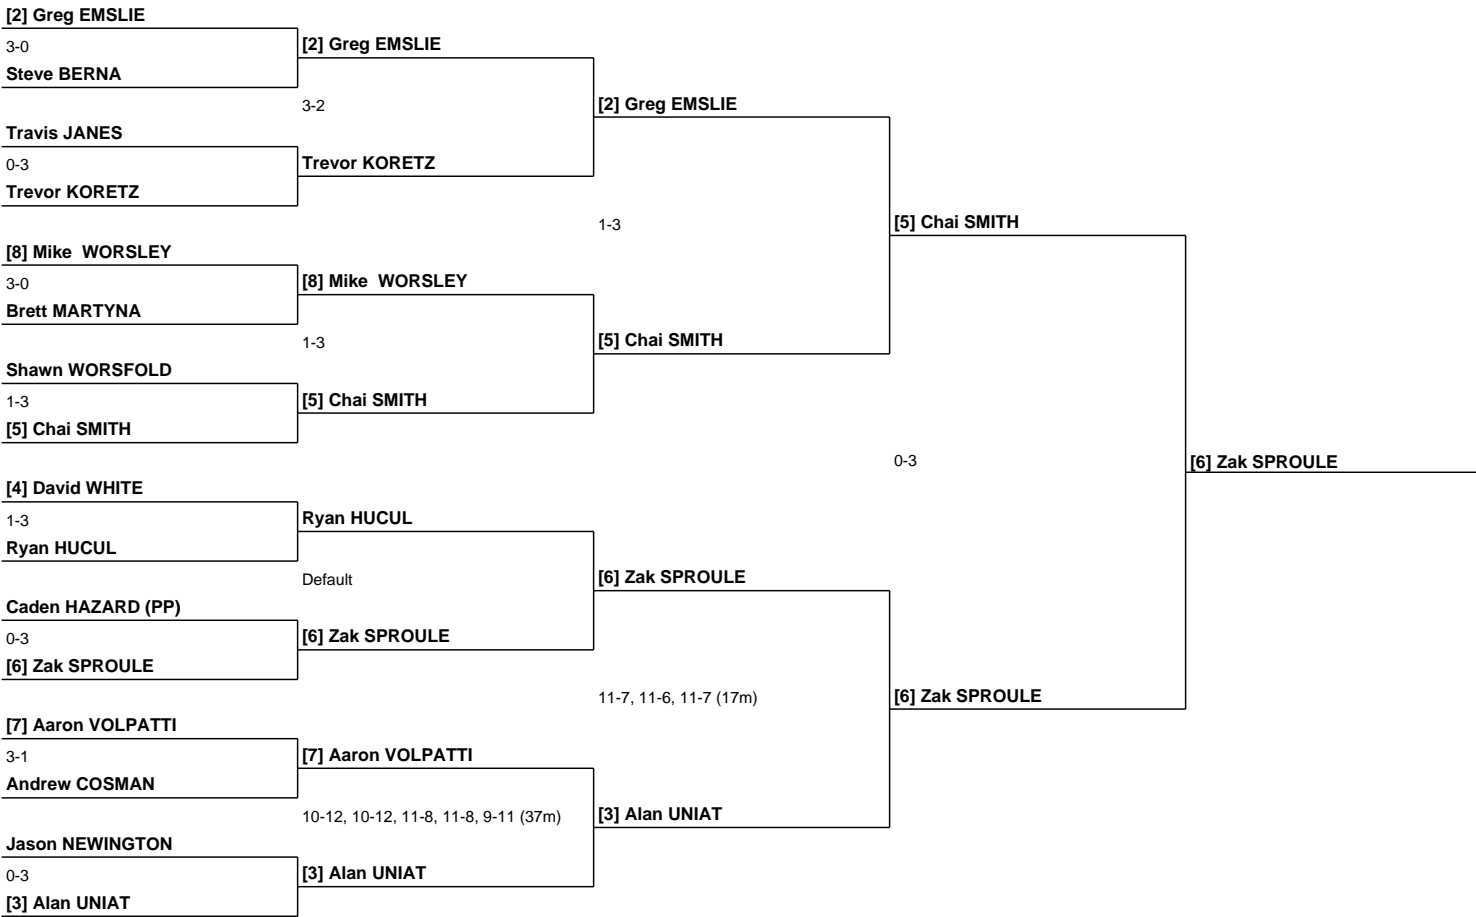 [2] Greg EMSLIE
3-0
Steve BERNA
Travis JANES
0-3
Trevor KORETZ
[8] Mike  WORSLEY
3-0
Brett MARTYNA
Shawn WORSFOLD
1-3
[5] Chai SMITH
[4] David WHITE
1-3
Ryan HUCUL
Caden HAZARD (PP)
0-3
[6] Zak SPROULE
[7] Aaron VOLPATTI
3-1
Andrew COSMAN
Jason NEWINGTON
0-3
[3] Alan UNIAT
[2] Greg EMSLIE
3-2
Trevor KORETZ
[8] Mike  WORSLEY
1-3
[5] Chai SMITH
Ryan HUCUL
Default
[6] Zak SPROULE
[7] Aaron VOLPATTI
10-12, 10-12, 11-8, 11-8, 9-11 (37m)
[3] Alan UNIAT
[2] Greg EMSLIE
1-3
[5] Chai SMITH
[6] Zak SPROULE
11-7, 11-6, 11-7 (17m)
[3] Alan UNIAT
[5] Chai SMITH
0-3
[6] Zak SPROULE
[6] Zak SPROULE